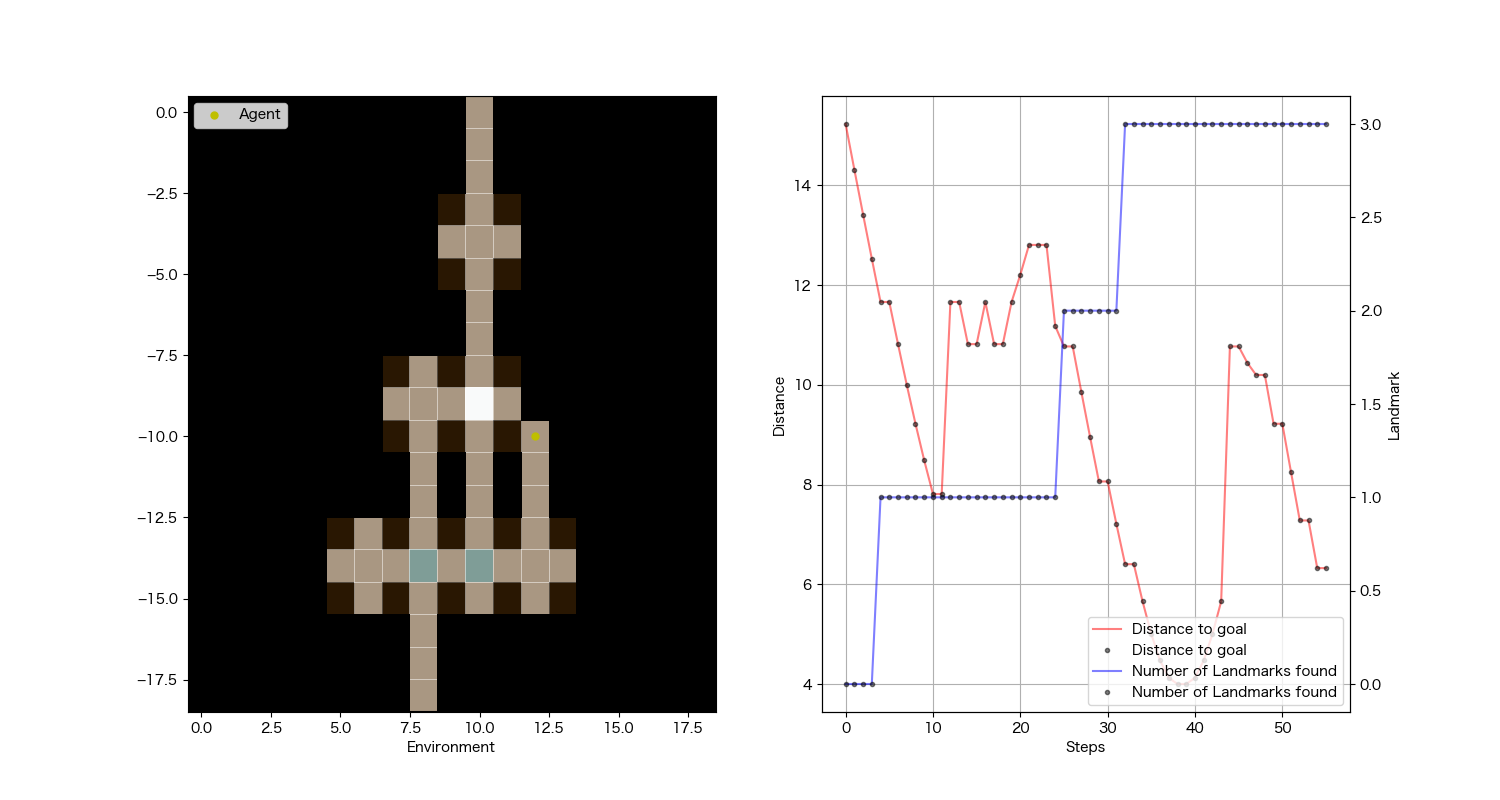 Agent
0.0
−2.5
−5.0
−7.5
−10.0
−12.5
−15.0
−17.5
0.0 2.5 5.0 7.5 10.0 12.5 15.0 17.5
Environment
Distance
14
12
10
8
6
4
0 10 20 30 40 50
Steps
3.0
2.5
2.0
1.5
1.0
0.5
0.0
Landmark
Distance to goal
Distance to goal
Number of Landmarks found
Number of Landmarks found